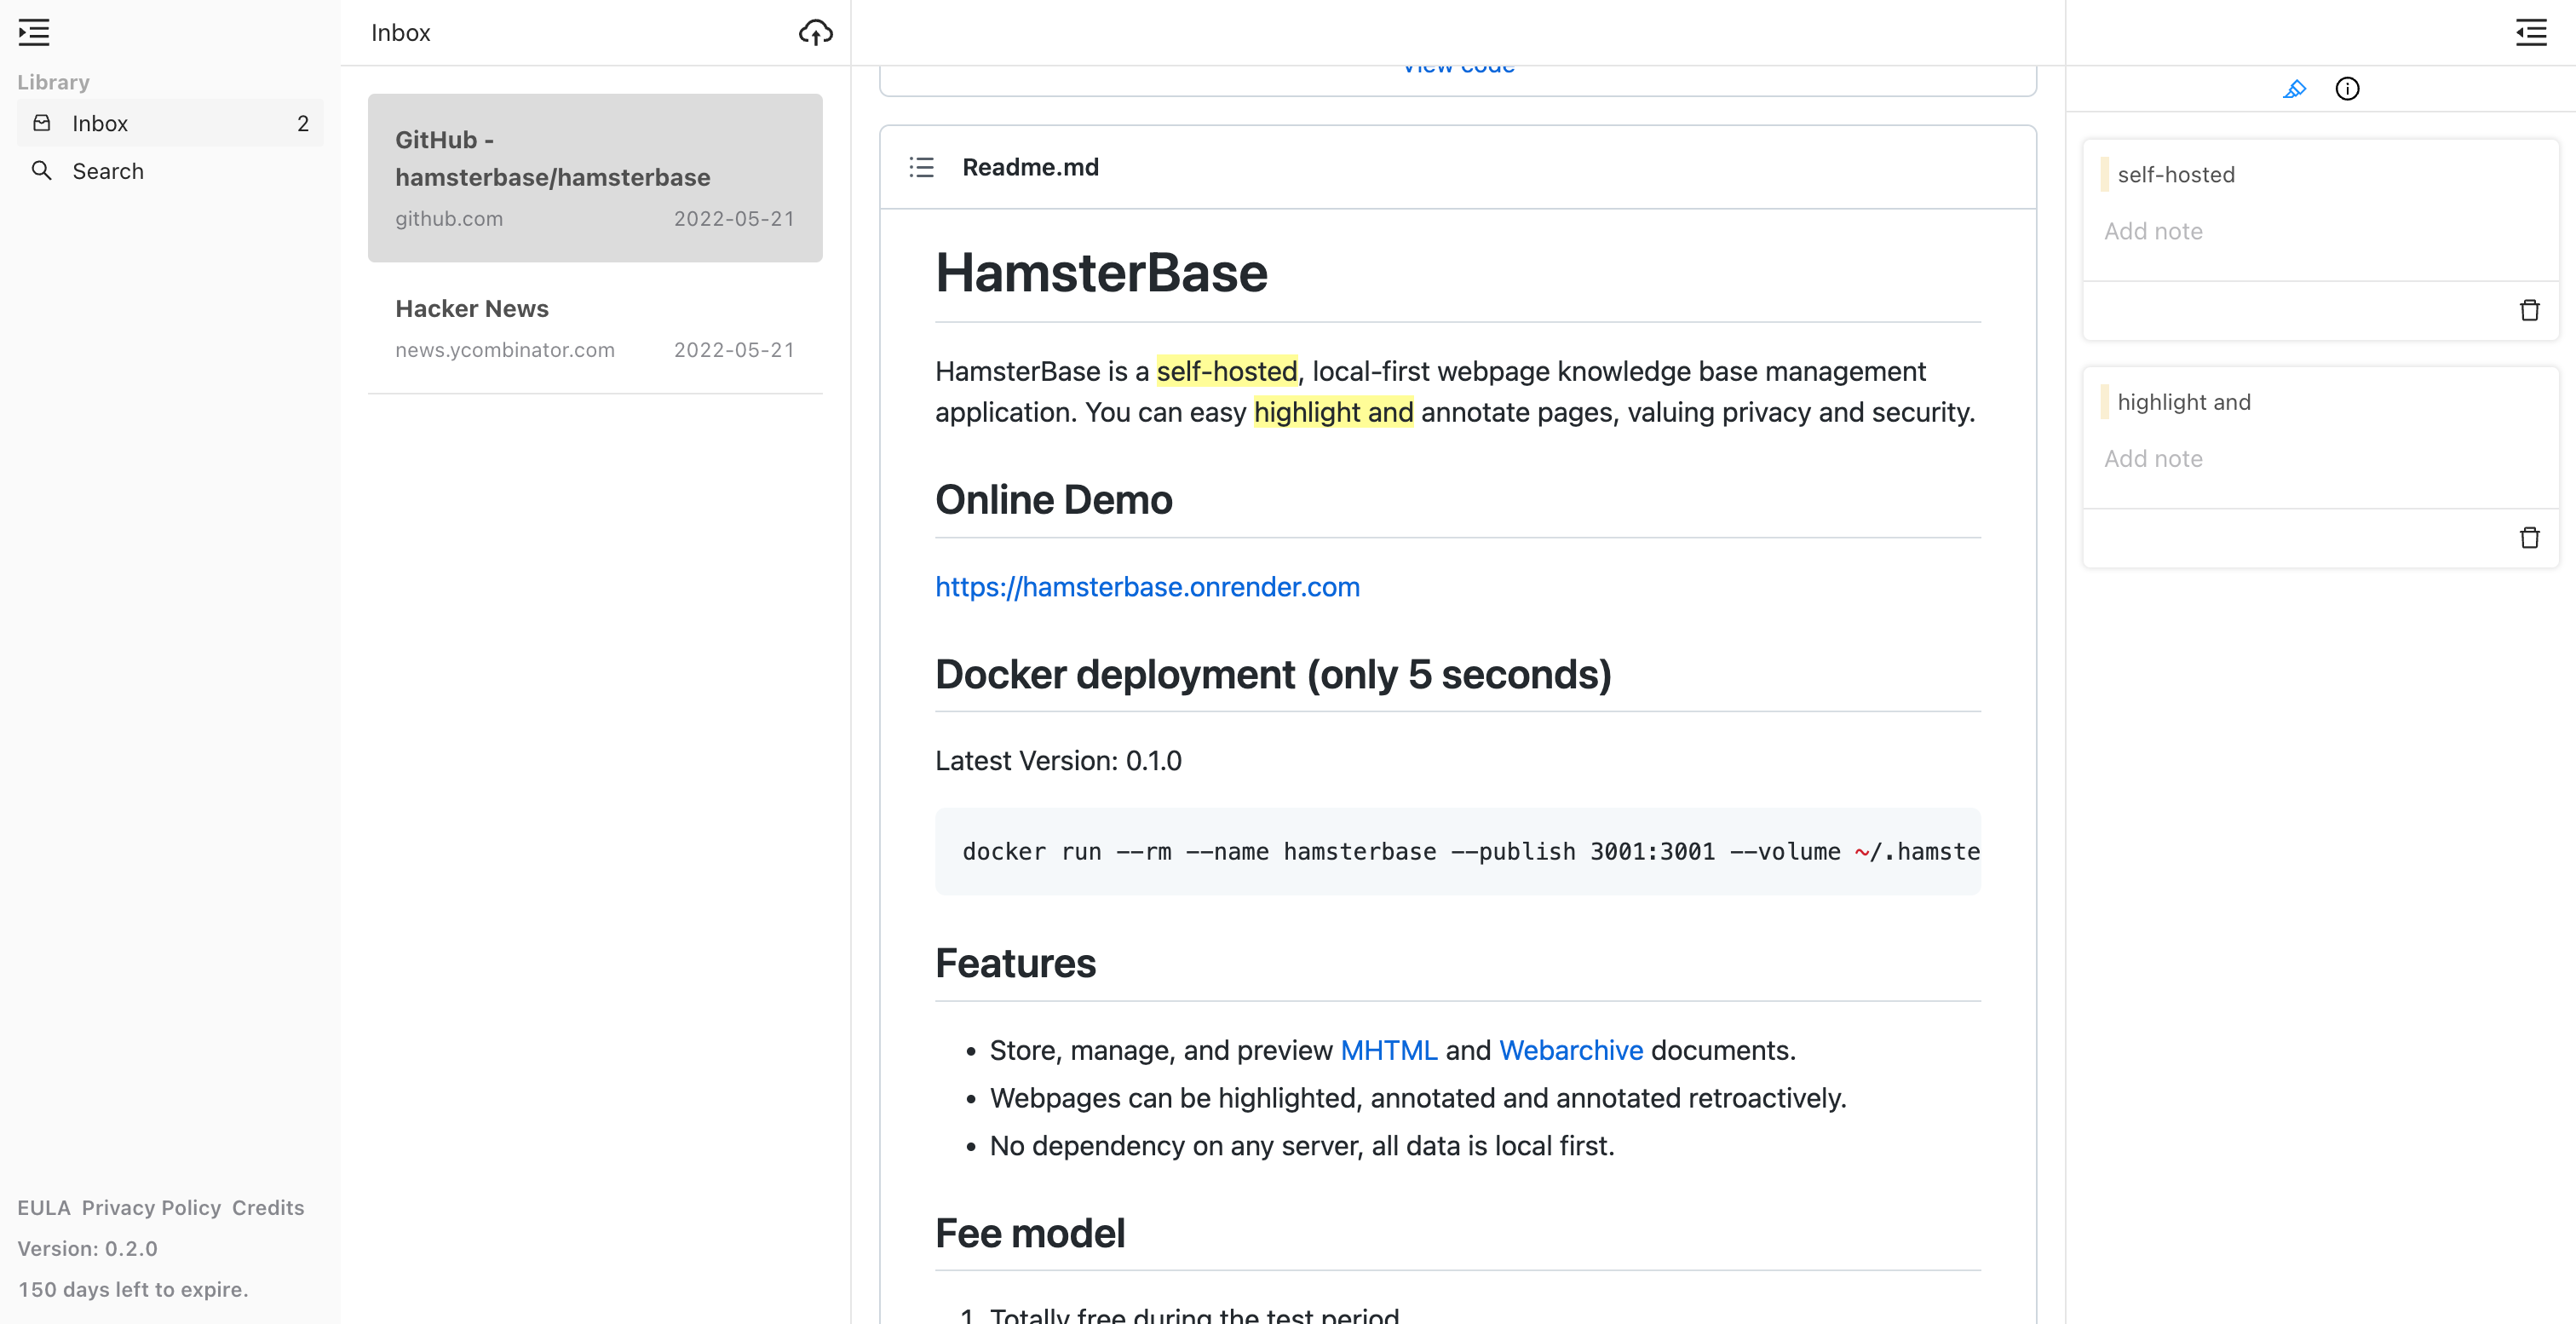 Library
Inbox 2
Search
EULA Privacy Policy Credits
Version: 0.2.0
150 days left to expire.
Inbox
GitHub -
hamsterbase/hamsterbase
github.com 2022-05-21
Hacker News
news.ycombinator.com 2022-05-21
View code
Readme.md
HamsterBase
HamsterBase is a self-hosted, local-first webpage knowledge base management
application. You can easy highlight and annotate pages, valuing privacy and security.
Online Demo
https://hamsterbase.onrender.com
Docker deployment (only 5 seconds)
Latest Version: 0.1.0
docker run --rm --name hamsterbase --publish 3001:3001 --volume ~/.hamste
Features
• Store, manage, and preview MHTML and Webarchive documents.
• Webpages can be highlighted, annotated and annotated retroactively.
• No dependency on any server, all data is local first.
Fee model
1. Totally free during the test period
self-hosted
Add note
highlight and
Add note